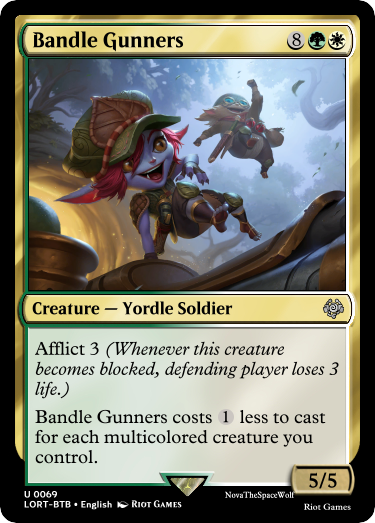 Bandle Gunners 8
Creature — Yordle Soldier
Afflict 3 (Whenever this creature
becomes blocked, defending player loses 3
life.)
Bandle Gunners costs 1 less to cast
for each multicolored creature you
control.
5/5
U 0069
LORT-BTB • English Riot Games
NovaTheSpaceWolf
Riot Games